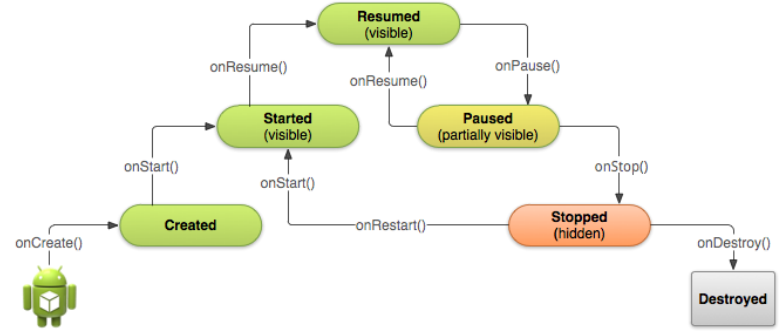 Resumed
(visible)
onResume()
onResume()
onPause()
Started
(visible)
Paused
(partially visible)
onStart()
onStart()
onStop()
Created
onRestart()
Stopped
(hidden)
onCreate()
onDestroy()
Destroyed